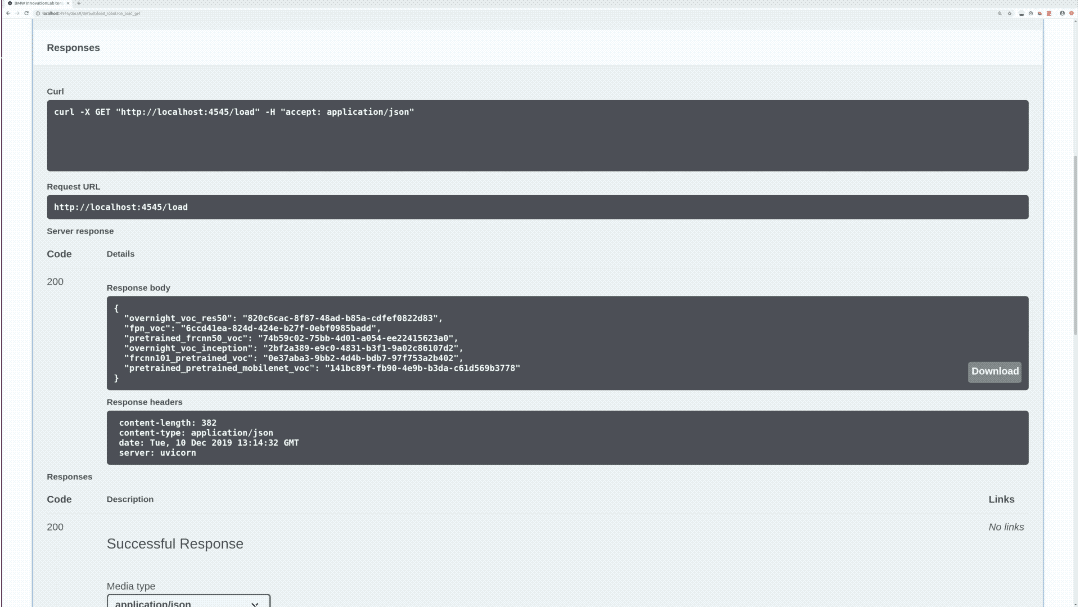 Responses
Curl
curl -X GET "http://localhost:4545/load" -H "accept: application/json"
Request URL
http://localhost:4545/load
Server response
Code Details
200
Response body
{
"overnight_voc_res50": "820c6cac-8f87-48ad-b85a-cdfef0822d83",
"fpn_voc": "6ccd41ea-824d-424e-b27f-0ebf0985badd",
"pretrained_frcnn50_voc": "74b59c02-75bb-4d01-a054-ee22415623a0",
"overnight_voc_inception": "2bf2a389-e9c0-4831-b3f1-9a02c86107d2",
"frcnn101_pretrained_voc": "0e37aba3-9bb2-4d4b-bdb7-97f753a2b402",
"pretrained_pretrained_mobilenet_voc": "141bc89f-fb90-4e9b-b3da-c61d569b3778"
}
Download
Response headers
content-length: 382
content-type: application/json
date: Tue, 10 Dec 2019 13:14:32 GMT
server: uvicorn
Responses
Code Description Links
200 No links
Successful Response
Media type
application/json